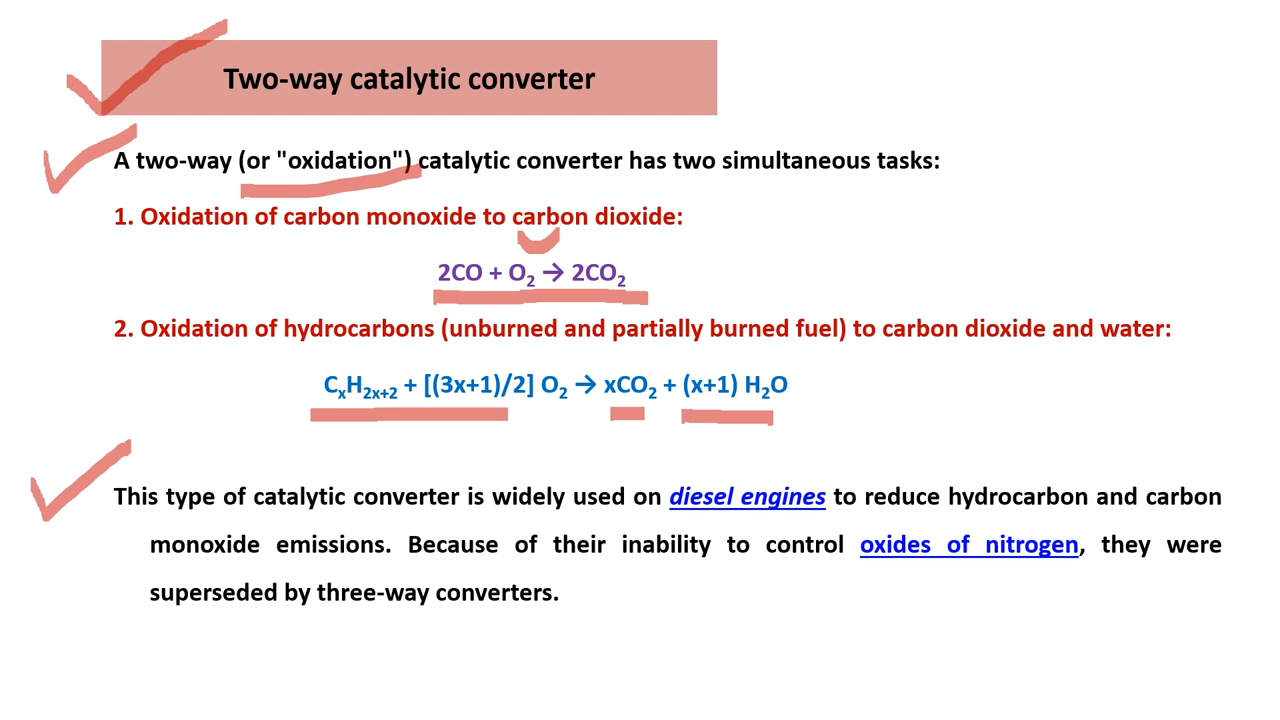 Two-way catalytic converter
A two-way (or "oxidation") catalytic converter has two simultaneous tasks:
1. Oxidation of carbon monoxide to carbon dioxide:
2CO + O₂ → 2CO₂
2. Oxidation of hydrocarbons (unburned and partially burned fuel) to carbon dioxide and water:
CₓH₂ₓ₊₂ + [(3x+1)/2] O₂ → xCO₂ + (x+1) H₂O
This type of catalytic converter is widely used on diesel engines to reduce hydrocarbon and carbon
monoxide emissions. Because of their inability to control oxides of nitrogen, they were
superseded by three-way converters.